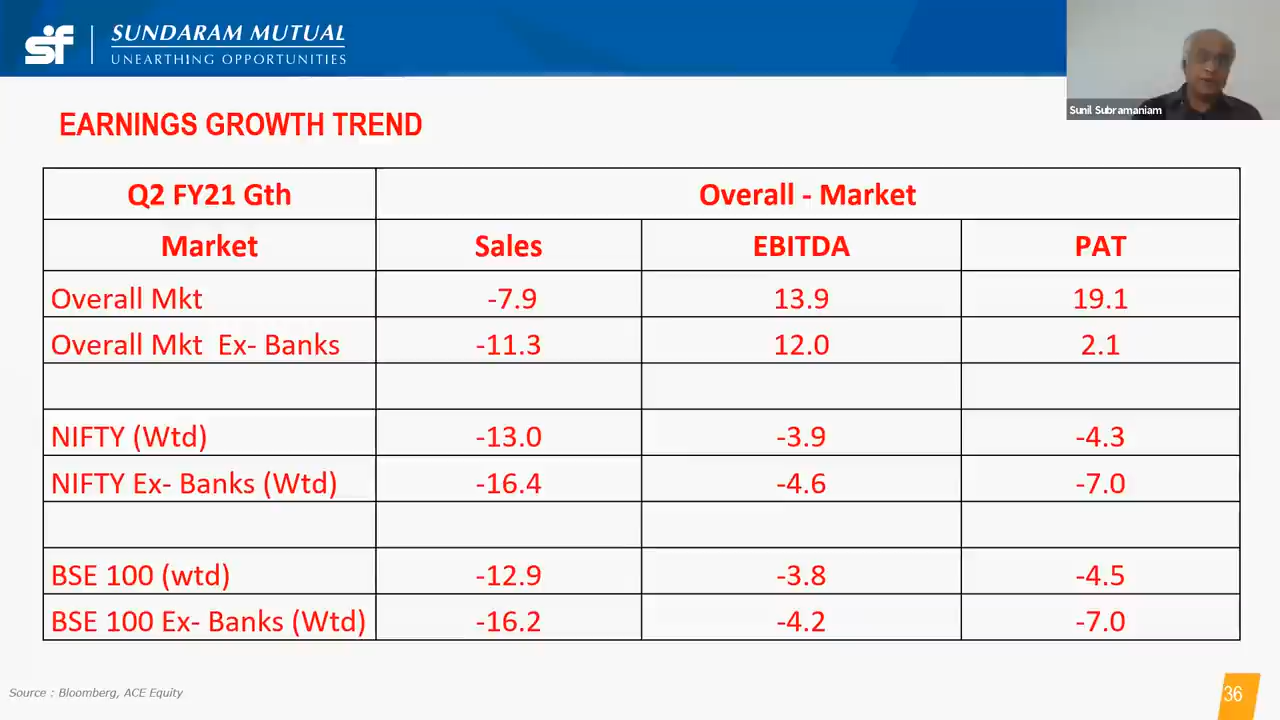 SUNDARAM MUTUAL
UNEARTHING OPPORTUNITIES
Sunil Subramaniam
EARNINGS GROWTH TREND
Q2 FY21 Gth Overall - Market
Market Sales EBITDA PAT
Overall Mkt -7.9 13.9 19.1
Overall Mkt Ex- Banks -11.3 12.0 2.1
NIFTY (Wtd) -13.0 -3.9 -4.3
NIFTY Ex- Banks (Wtd) -16.4 -4.6 -7.0
BSE 100 (wtd) -12.9 -3.8 -4.5
BSE 100 Ex- Banks (Wtd) -16.2 -4.2 -7.0
Source : Bloomberg, ACE Equity
36